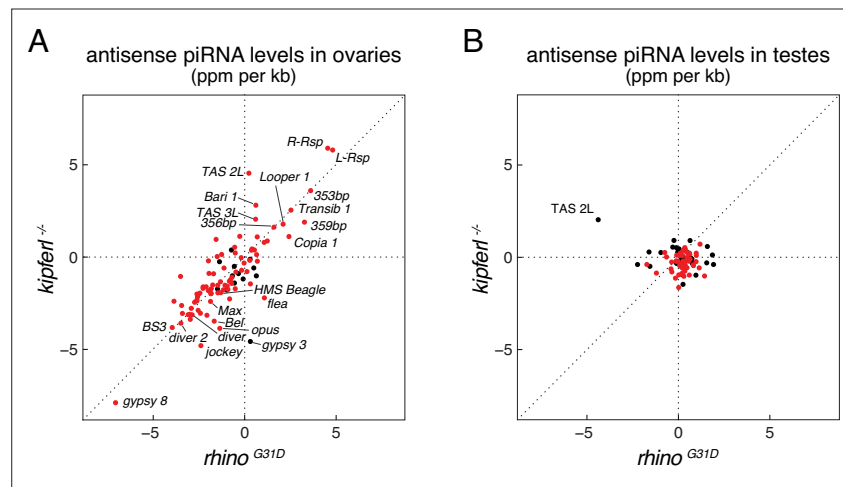 A
antisense piRNA levels in ovaries
(ppm per kb)
R-Rsp
L-Rsp
TAS 2L
Looper 1
Bari 1
353bp
TAS 3L
Transib 1
356bp
359bp
Copia 1
HMS Beagle
flea
Max
Bel
BS3
opus
diver 2
diver
gypsy 3
jockey
gypsy 8
5
0
−5
−5
0
5
kipferl -/-
rhino G31D
B
antisense piRNA levels in testes
(ppm per kb)
TAS 2L
5
0
−5
−5
0
5
kipferl -/-
rhino G31D